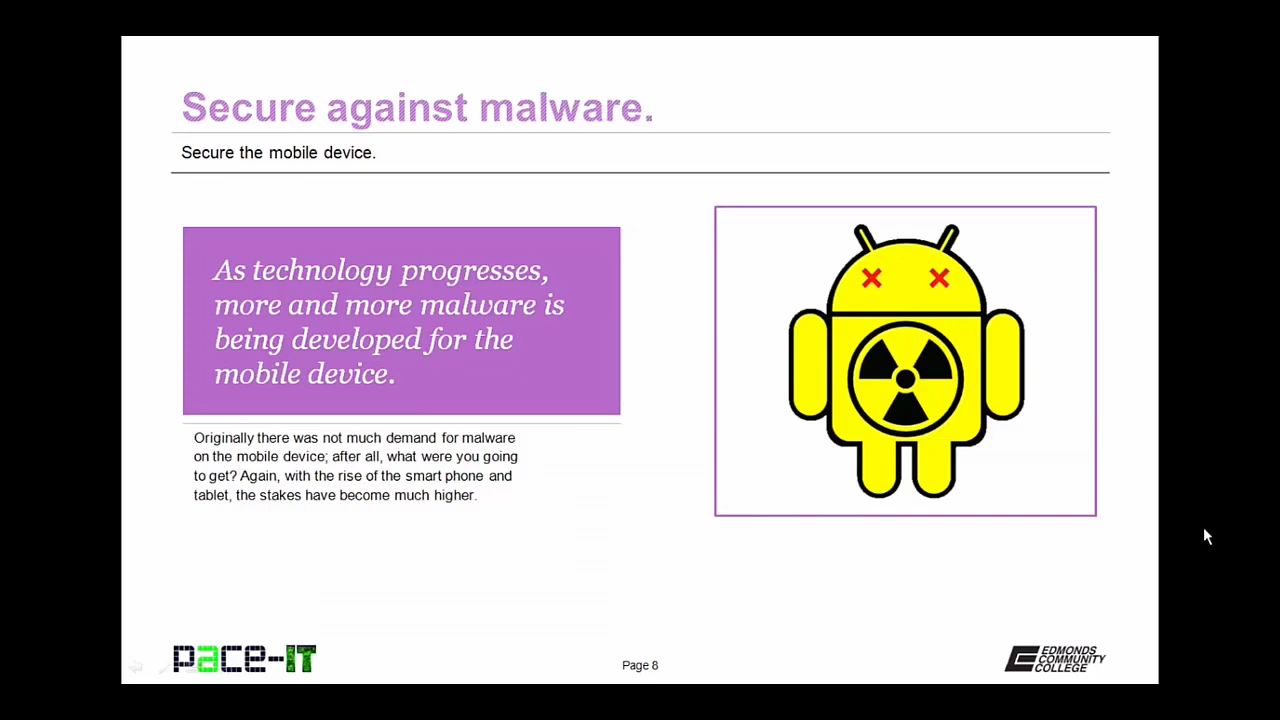 Secure against malware.
Secure the mobile device.
As technology progresses,
more and more malware is
being developed for the
mobile device.
Originally there was not much demand for malware
on the mobile device; after all, what were you going
to get? Again, with the rise of the smart phone and
tablet, the stakes have become much higher.
pace-IT
Page 8
EDMONDS
COMMUNITY
COLLEGE